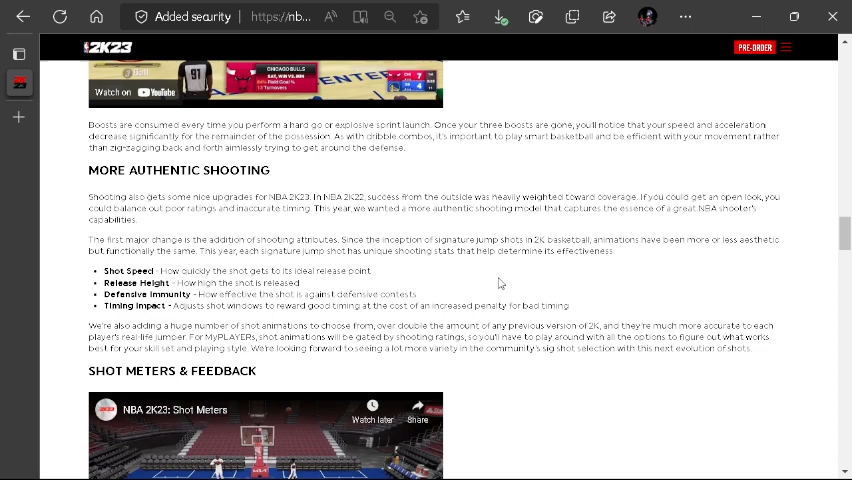 Added security
https://nb...
NBA 2K23
PRE-ORDER
91
CHICAGO BULLS
7
4
Watch on YouTube
Boosts are consumed every time you perform a hard go or explosive sprint launch. Once your three boosts are gone, you'll notice that your speed and acceleration
decrease significantly for the remainder of the possession. As with dribble combos, it's important to play smart basketball and be efficient with your movement rather
than zig-zagging back and forth aimlessly trying to get around the defense.
MORE AUTHENTIC SHOOTING
Shooting also gets some nice upgrades for NBA 2K23. In NBA 2K22, success from the outside was heavily weighted toward coverage. If you could get an open look, you
could balance out poor ratings and inaccurate timing. This year, we wanted a more authentic shooting model that captures the essence of a great NBA shooter's
capabilities.
The first major change is the addition of shooting attributes. Since the inception of signature jump shots in 2K basketball, animations have been more or less aesthetic
but functionally the same. This year, each signature jump shot has unique shooting stats that help determine its effectiveness.
• Shot Speed - How quickly the shot gets to its ideal release point
• Release Height - How high the shot is released
• Defensive Immunity - How effective the shot is against defensive contests
• Timing Impact - Adjusts shot windows to reward good timing at the cost of an increased penalty for bad timing
We're also adding a huge number of shot animations to choose from, over double the amount of any previous version of 2K, and they're much more accurate to each
player's real-life jumper. For MyPLAYERs, shot animations will be gated by shooting ratings, so you'll have to play around with all the options to figure out what works
best for your skill set and playing style. We're looking forward to seeing a lot more variety in the community's sig shot selection with this next evolution of shots.
SHOT METERS & FEEDBACK
NBA 2K23: Shot Meters
Watch later
Share